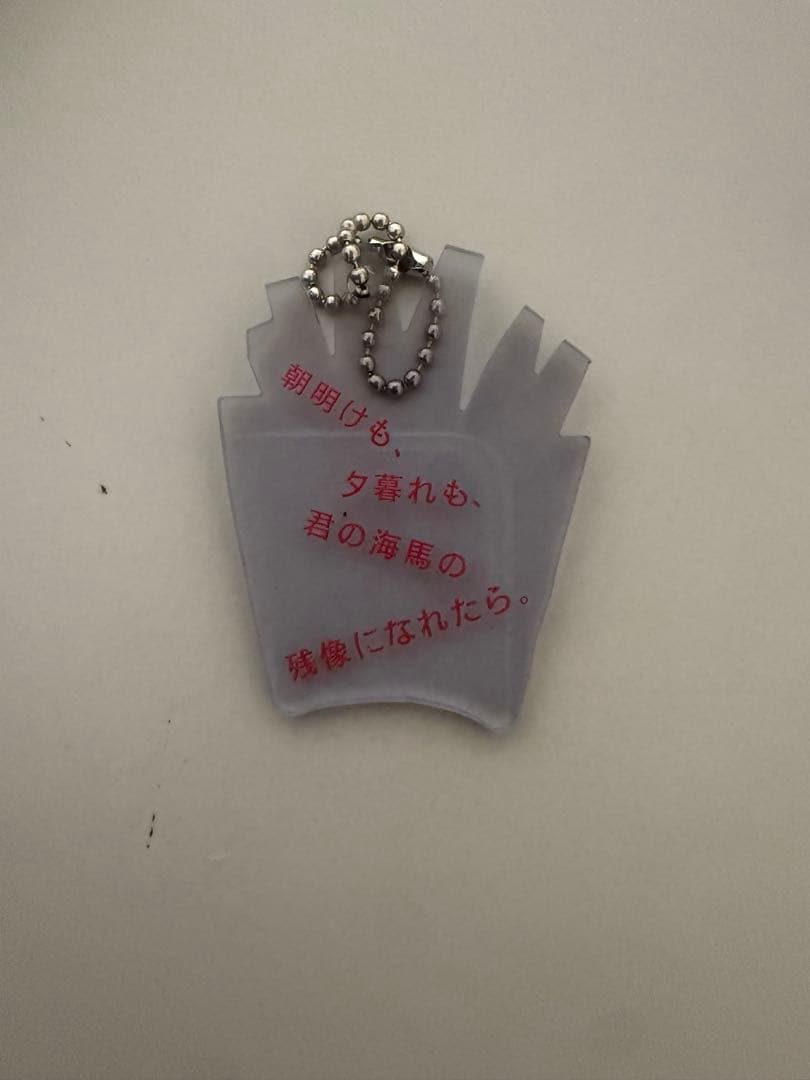 朝明けも、
夕暮れも、
君の海馬の
残像になれたら。